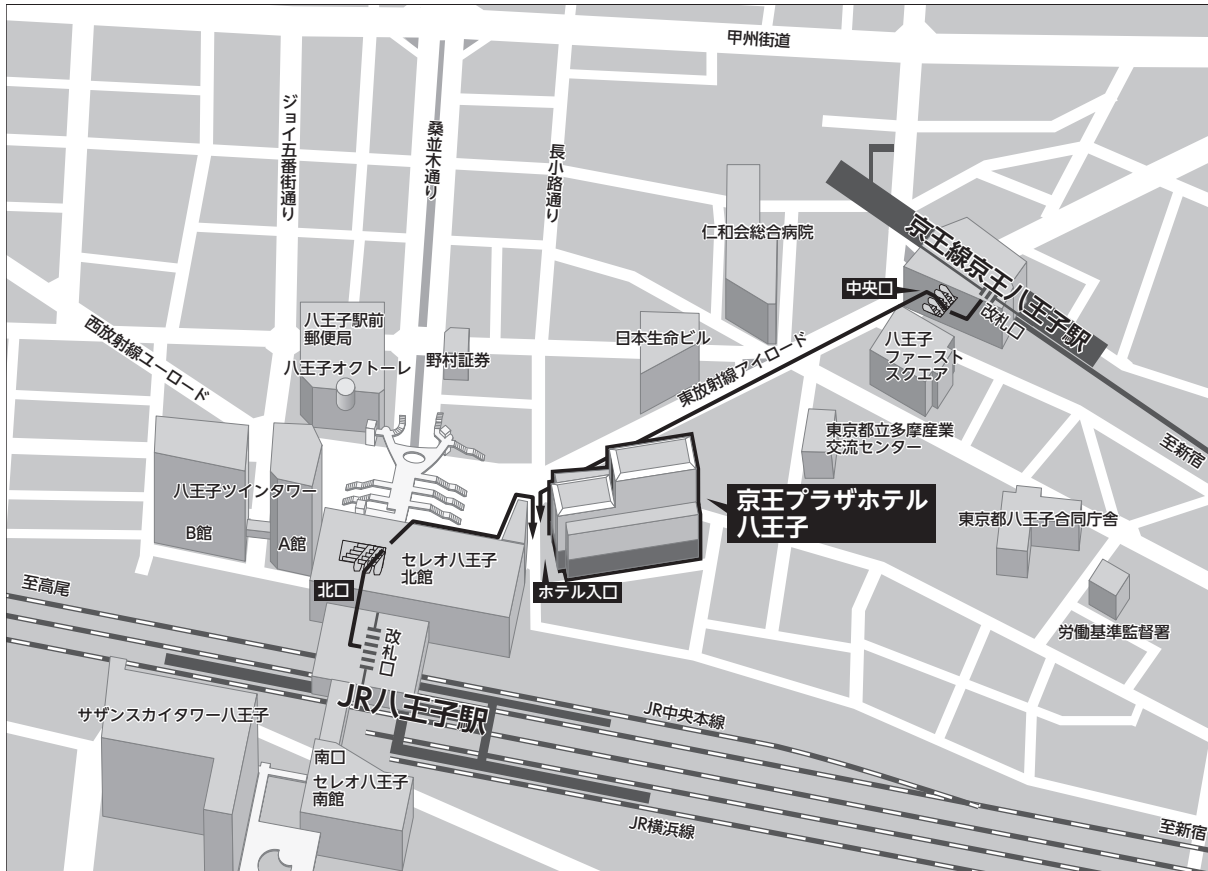 甲州街道
ジョイ五番街通り
桑並木通り
長小路通り
仁和会総合病院
京王線京王八王子駅
中央口
改札口
八王子
ファースト
スクエア
八王子駅前
郵便局
八王子オクトーレ
野村証券
日本生命ビル
東放射線アイロード
西放射線ユーロード
東京都立多摩産業
交流センター
至新宿
八王子ツインタワー
B館
A館
京王プラザホテル
八王子
東京都八王子合同庁舎
セレオ八王子
北館
北口
ホテル入口
至高尾
労働基準監督署
改札口
JR八王子駅
サザンスカイタワー八王子
JR中央本線
南口
セレオ八王子
南館
JR横浜線
至新宿